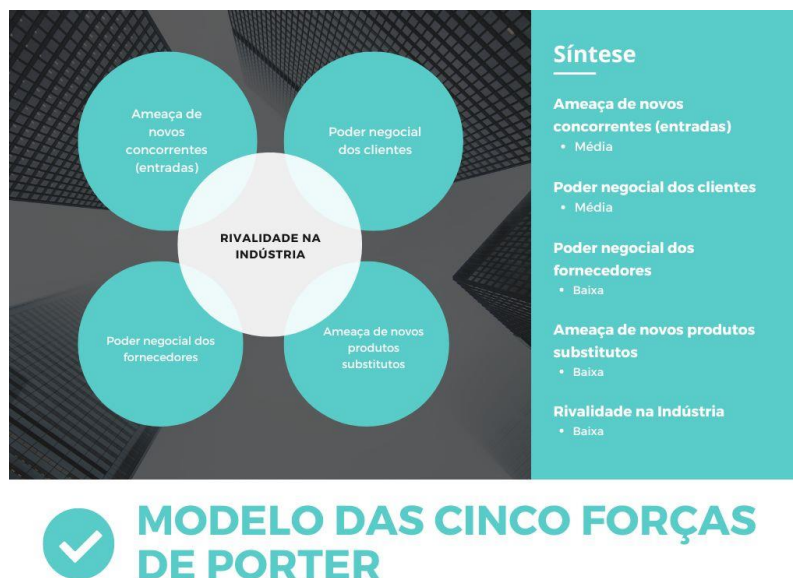 Ameaça de
novos
concorrentes
(entradas)
Poder negocial
dos clientes
RIVALIDADE NA
INDÚSTRIA
Poder negocial dos
fornecedores
Ameaça de novos
produtos
substitutos
Síntese
Ameaça de novos
concorrentes (entradas)
• Média
Poder negocial dos clientes
• Média
Poder negocial dos
fornecedores
• Baixa
Ameaça de novos produtos
substitutos
• Baixa
Rivalidade na Indústria
• Baixa
MODELO DAS CINCO FORÇAS
DE PORTER